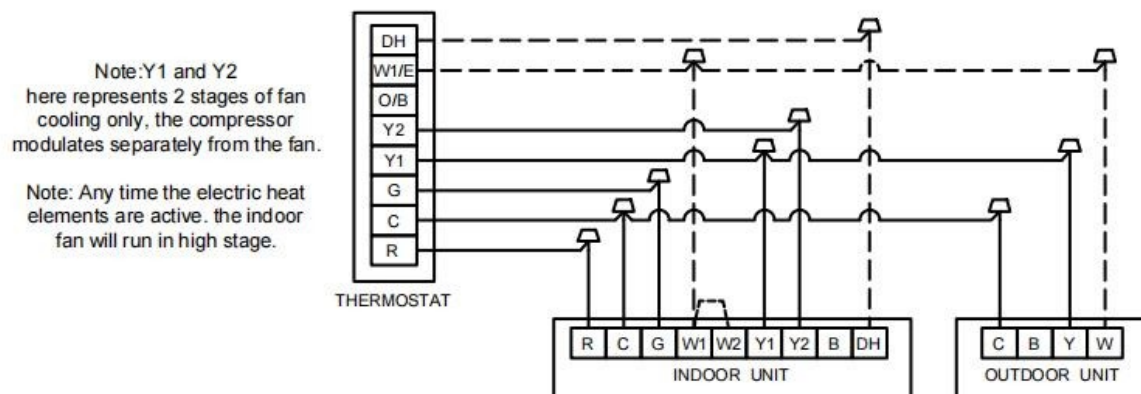 Note:Y1 and Y2
here represents 2 stages of fan
cooling only, the compressor
modulates separately from the fan.
Note: Any time the electric heat
elements are active. the indoor
fan will run in high stage.
DH
W1/E
O/B
Y2
Y1
G
C
R
THERMOSTAT
R C G W1 W2 Y1 Y2 B DH
INDOOR UNIT
C B Y W
OUTDOOR UNIT